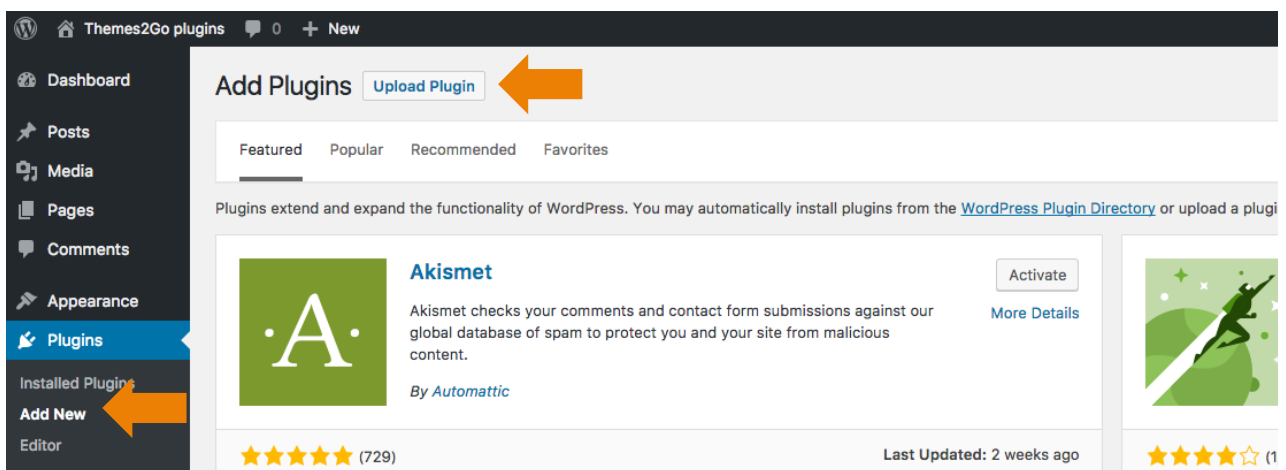 Themes2Go plugins 0 + New
Dashboard
Posts
Media
Pages
Comments
Appearance
Plugins
Installed Plugins
Add New
Editor
Add Plugins Upload Plugin
Featured Popular Recommended Favorites
Plugins extend and expand the functionality of WordPress. You may automatically install plugins from the WordPress Plugin Directory or upload a plugi
A
Akismet
Activate
Akismet checks your comments and contact form submissions against our
More Details
global database of spam to protect you and your site from malicious
content.
By Automattic
(729)
Last Updated: 2 weeks ago
(1